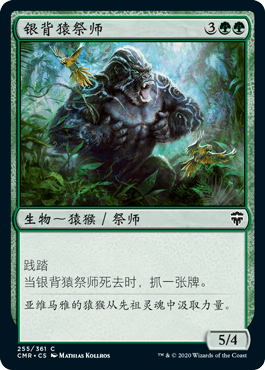 银背猿祭师 3
生物～猿猴 / 祭师
践踏
当银背猿祭师死去时，抓一张牌。
亚维马雅的猿猴从先祖灵魂中汲取力量。
5/4
255/361 C
CMR • CS MATHIAS KOLLROS
™ & © 2020 Wizards of the Coast